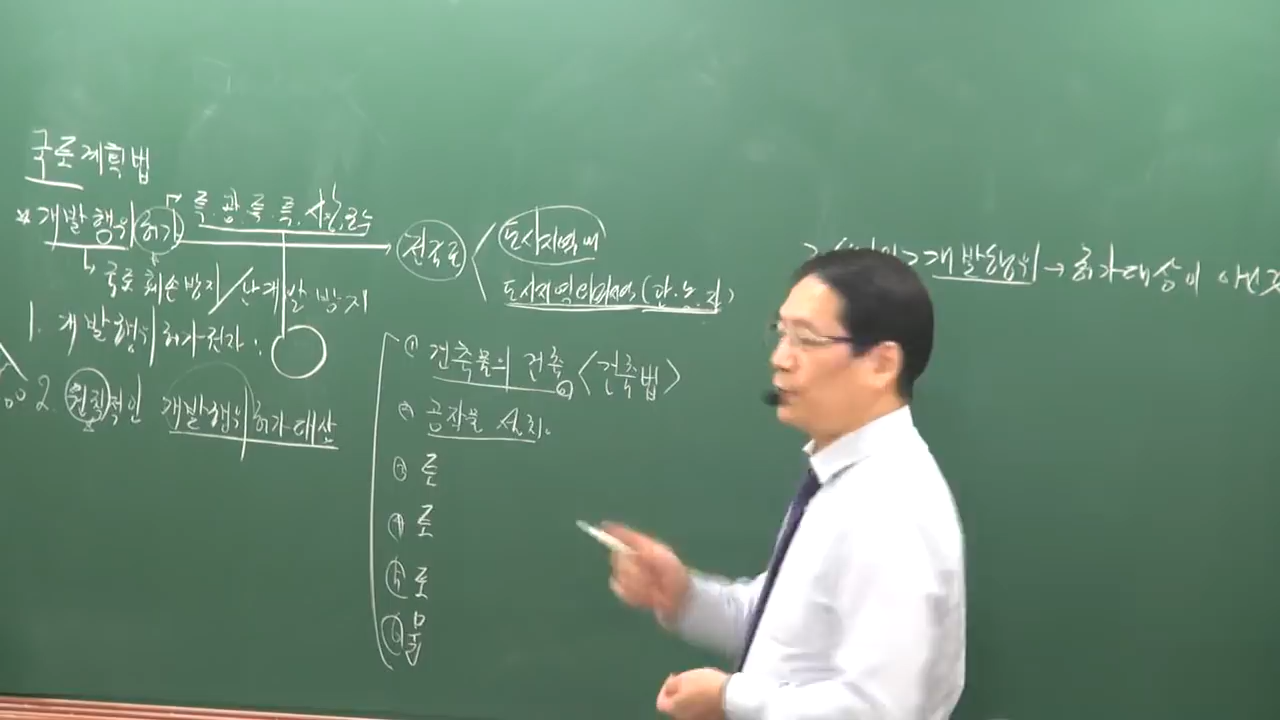 국토계획법
* 개발행위허가
특.광.특.특.시장.군수
전국토
도시지역내
도시지역외지역(관.농.자)
국토훼손방지/난개발방지
1. 개발행위허가권자:
2. 원칙적인 개발행위허가대상
① 건축물의 건축 〈건축법〉
② 공작물 설치.
③ 토
④ 토
⑤ 토
⑥ 물
개발행위→허가대상이 아닌것